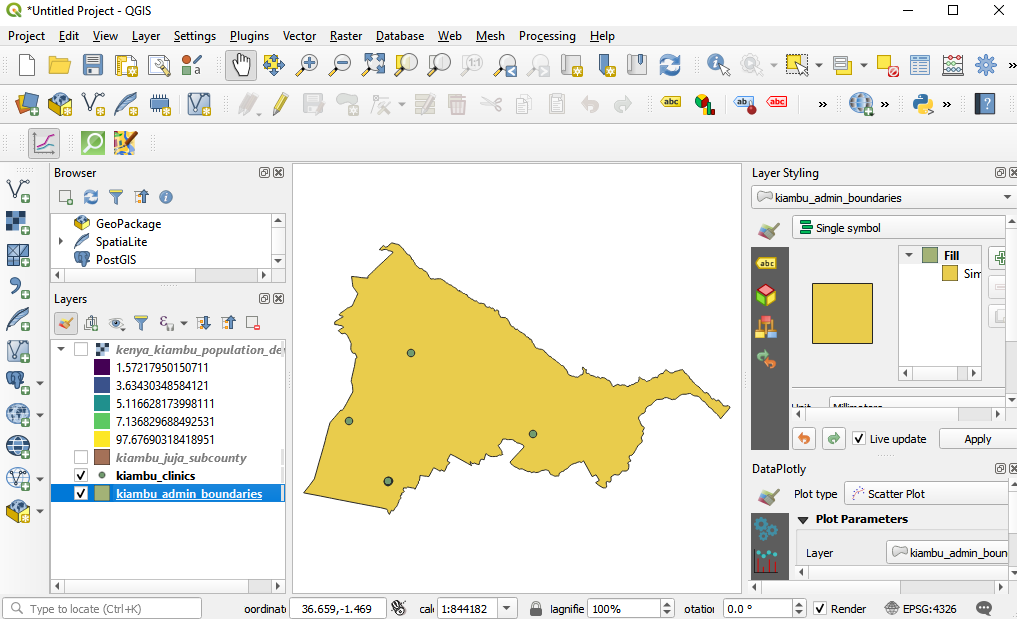 *Untitled Project - QGIS
Project Edit View Layer Settings Plugins Vector Raster Database Web Mesh Processing Help
1:1
a
abc
ab
abc
»
»
»
»
?
Browser
GeoPackage
SpatiaLite
PostGIS
Layers
kenya_kiambu_population_de
1.57217950150711
3.63430348584121
5.116628173998111
7.136829688492531
97.67690318418951
kiambu_juja_subcounty
kiambu_clinics
kiambu_admin_boundaries
Layer Styling
kiambu_admin_boundaries
Single symbol
abc
Fill
Sim
Unit Millimeters
Live update Apply
DataPlotly
Plot type Scatter Plot
Plot Parameters
Layer kiambu_admin_boun
Type to locate (Ctrl+K) oordinat 36.659,-1.469 cal 1:844182 lagnifie 100% otatior 0.0 ° Render EPSG:4326